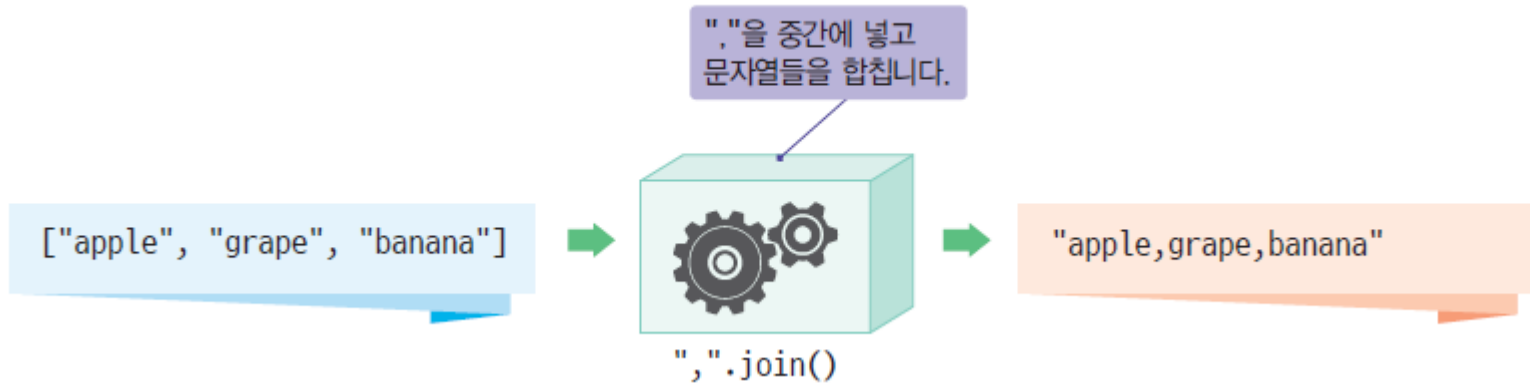 ","을 중간에 넣고
문자열들을 합칩니다.
["apple", "grape", "banana"]
"apple,grape,banana"
",".join()